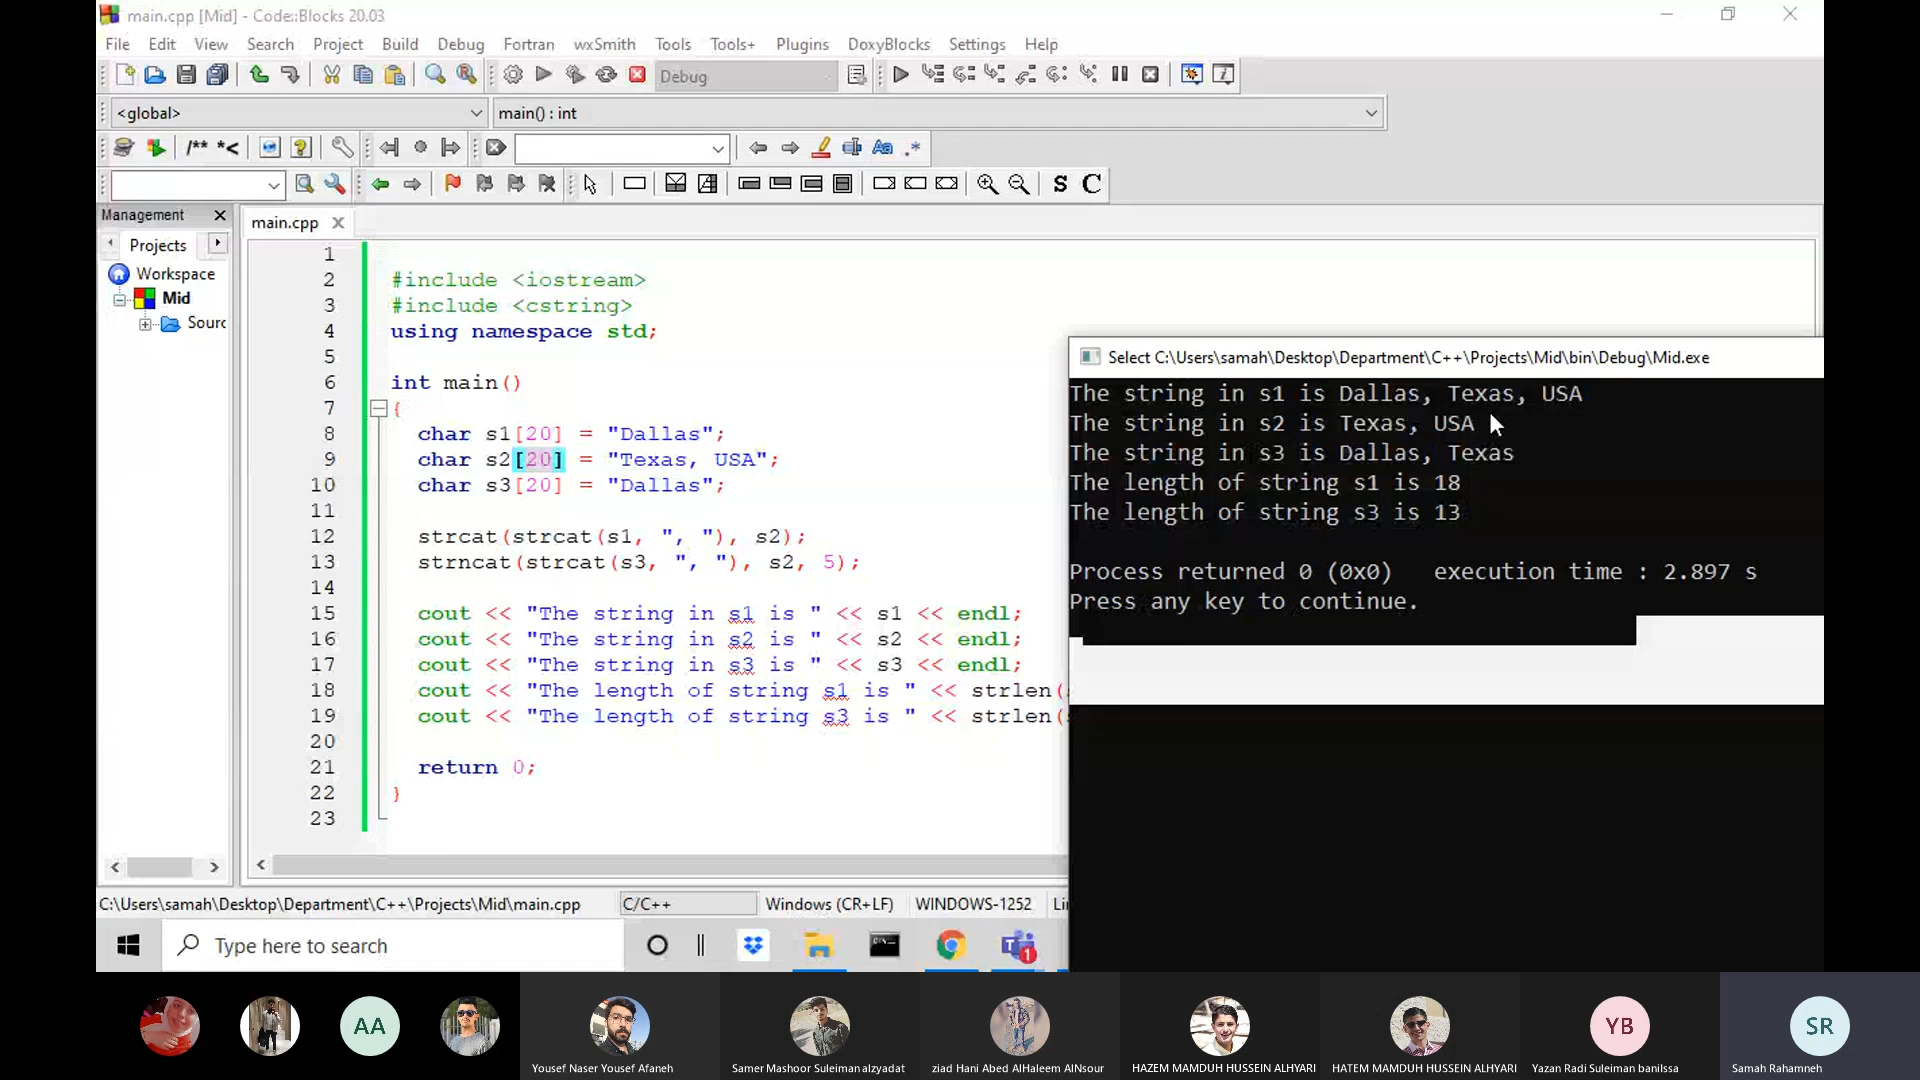 main.cpp [Mid] - Code::Blocks 20.03
File Edit View Search Project Build Debug Fortran wxSmith Tools Tools+ Plugins DoxyBlocks Settings Help
Debug
<global>
main() : int
/** *<
Aa .*
S C
Management
main.cpp
Projects
Workspace
Mid
Sourc
1
2 #include <iostream>
3 #include <cstring>
4 using namespace std;
5
6 int main()
7 {
8 char s1[20] = "Dallas";
9 char s2[20] = "Texas, USA";
10 char s3[20] = "Dallas";
11
12 strcat(strcat(s1, ", "), s2);
13 strncat(strcat(s3, ", "), s2, 5);
14
15 cout << "The string in s1 is " << s1 << endl;
16 cout << "The string in s2 is " << s2 << endl;
17 cout << "The string in s3 is " << s3 << endl;
18 cout << "The length of string s1 is " << strlen(
19 cout << "The length of string s3 is " << strlen(
20
21 return 0;
22 }
23
Select C:\Users\samah\Desktop\Department\C++\Projects\Mid\bin\Debug\Mid.exe
The string in s1 is Dallas, Texas, USA
The string in s2 is Texas, USA
The string in s3 is Dallas, Texas
The length of string s1 is 18
The length of string s3 is 13
Process returned 0 (0x0) execution time : 2.897 s
Press any key to continue.
C:\Users\samah\Desktop\Department\C++\Projects\Mid\main.cpp C/C++ Windows (CR+LF) WINDOWS-1252 Li
Type here to search
1
AA
YB
SR
Yousef Naser Yousef Afaneh
Samer Mashoor Suleiman alzyadat
ziad Hani Abed AlHaleem AlNsour
HAZEM MAMDUH HUSSEIN ALHYARI
HATEM MAMDUH HUSSEIN ALHYARI
Yazan Radi Suleiman banilssa
Samah Rahamneh